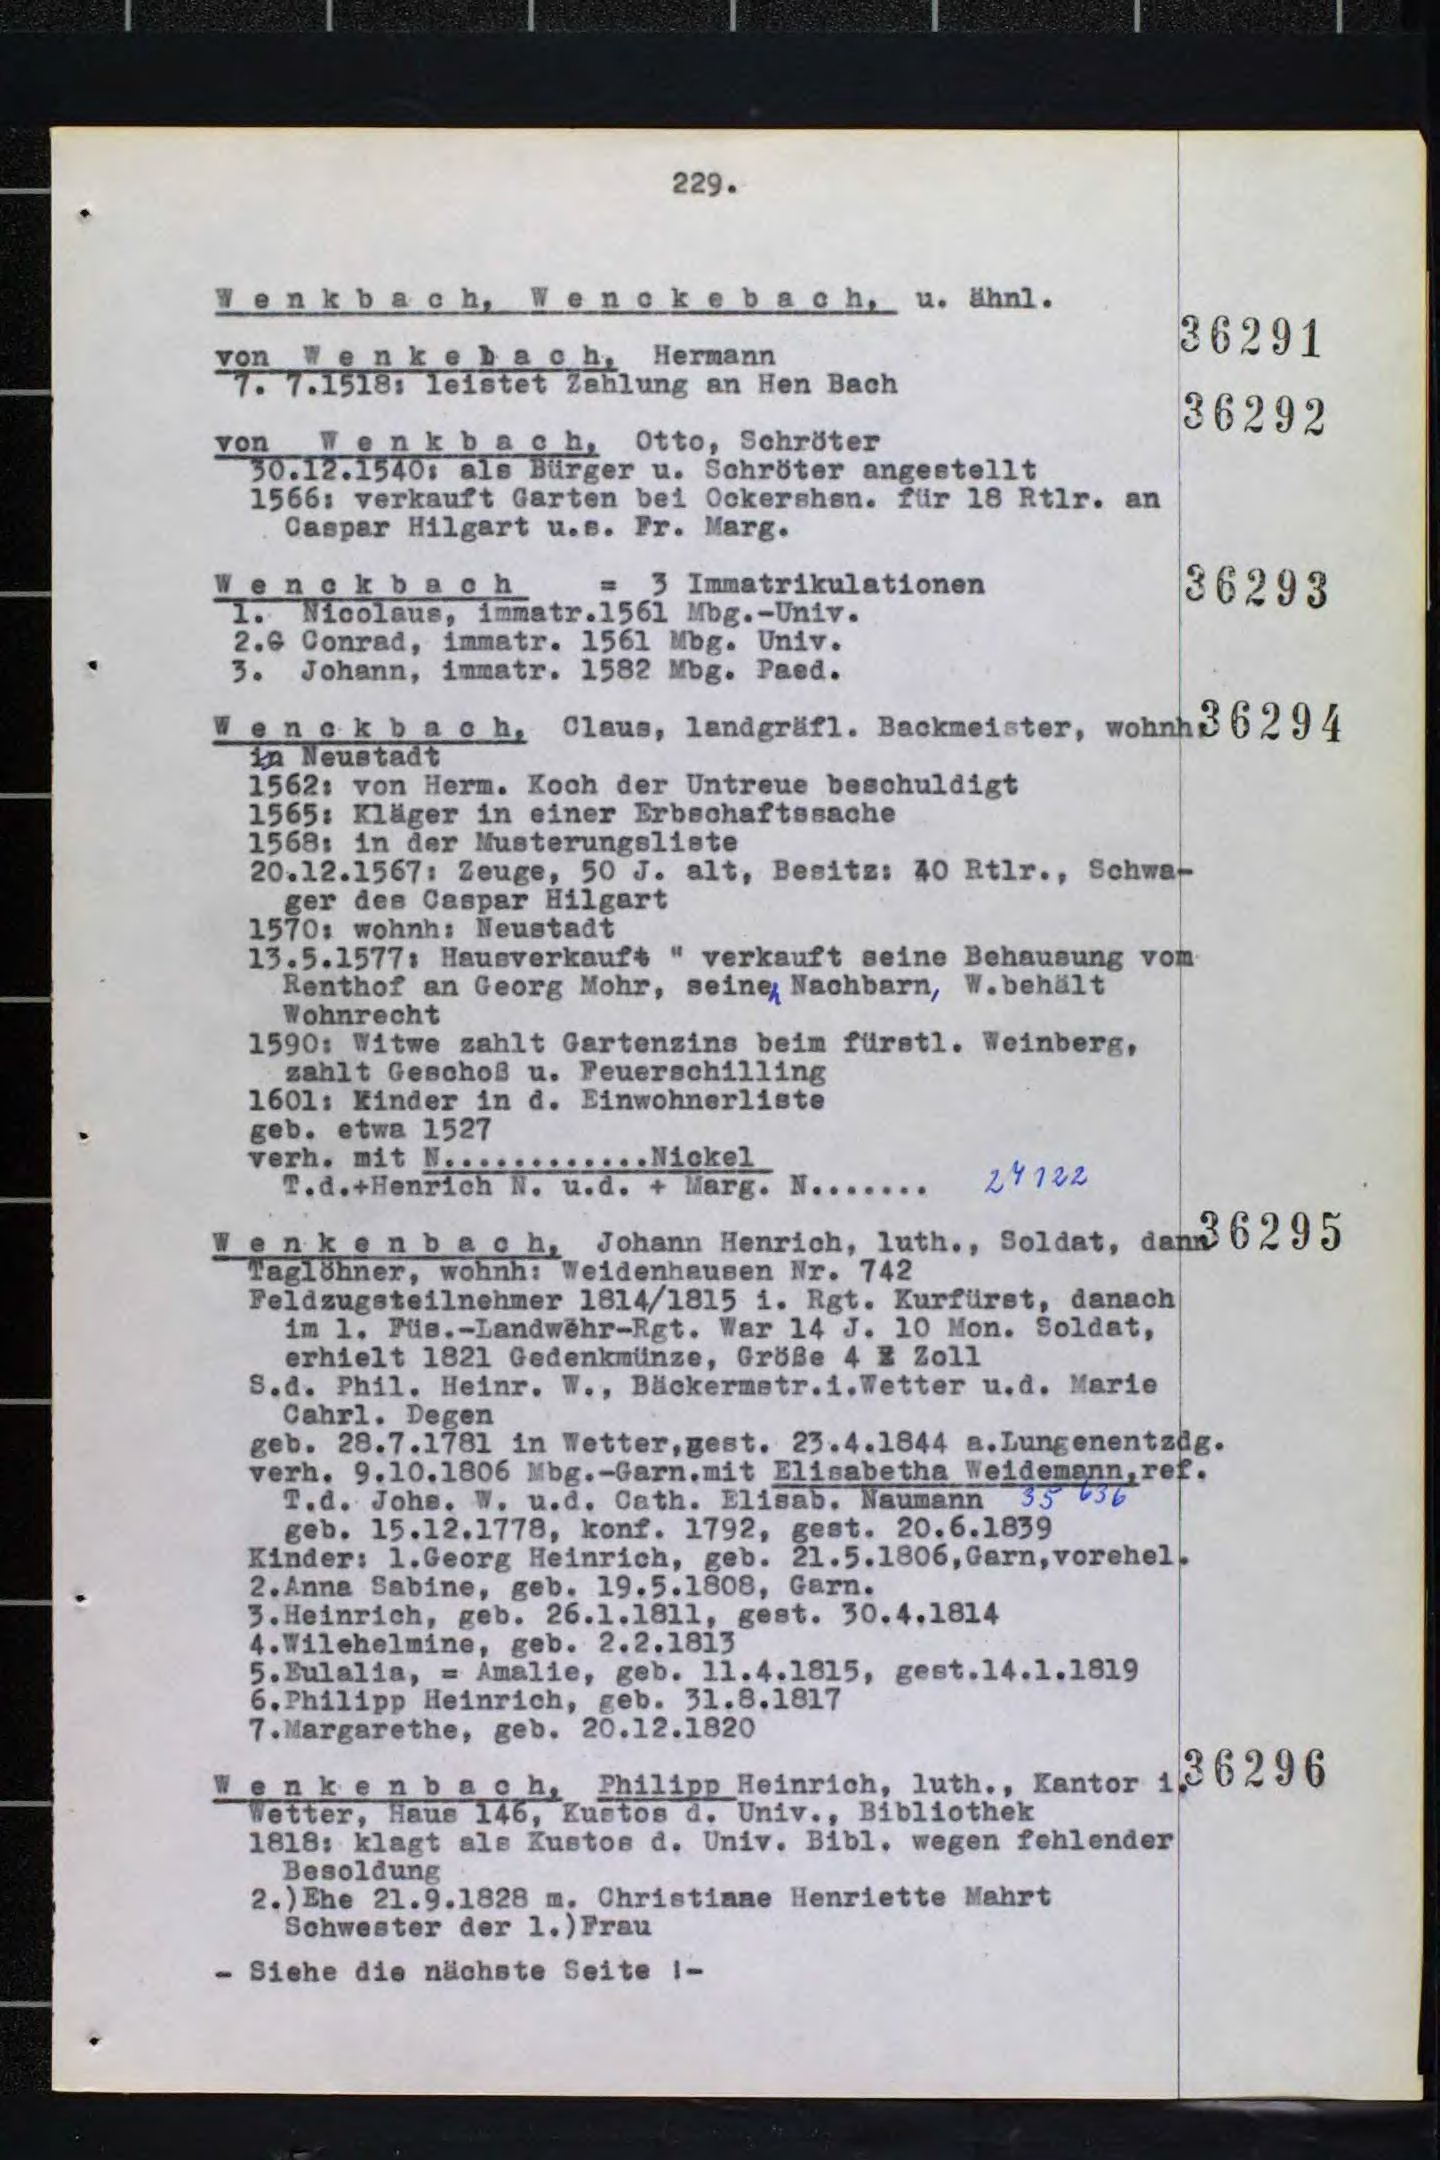 229.
W e n k b a c h, W e n c k e b a c h, u. ähnl.
36291
von W e n k e b a c h, Hermann
7. 7.1518: leistet Zahlung an Hen Bach
36292
von W e n k b a c h, Otto, Schröter
30.12.1540: als Bürger u. Schröter angestellt
1566: verkauft Garten bei Ockershsn. für 18 Rtlr. an
Caspar Hilgart u.s. Fr. Marg.
W e n c k b a c h = 3 Immatrikulationen 36293
1. Nicolaus, immatr.1561 Mbg.-Univ.
2.G Conrad, immatr. 1561 Mbg. Univ.
3. Johann, immatr. 1582 Mbg. Paed.
W e n c k b a c h, Claus, landgräfl. Backmeister, wohnh: 36294
in Neustadt
1562: von Herm. Koch der Untreue beschuldigt
1565: Kläger in einer Erbschaftssache
1568: in der Musterungsliste
20.12.1567: Zeuge, 50 J. alt, Besitz: 40 Rtlr., Schwa-
ger des Caspar Hilgart
1570: wohnh: Neustadt
13.5.1577: Hausverkauft " verkauft seine Behausung vom
Renthof an Georg Mohr, seinen Nachbarn, W.behält
Wohnrecht
1590: Witwe zahlt Gartenzins beim fürstl. Weinberg,
zahlt Geschoß u. Feuerschilling
1601: Kinder in d. Einwohnerliste
geb. etwa 1527
verh. mit N............Nickel
T.d.+Henrich N. u.d. + Marg. N....... 24122
W e n k e n b a c h, Johann Henrich, luth., Soldat, dann 36295
Taglöhner, wohnh: Weidenhausen Nr. 742
Feldzugsteilnehmer 1814/1815 i. Rgt. Kurfürst, danach
im 1. Füs.-Landwehr-Rgt. War 14 J. 10 Mon. Soldat,
erhielt 1821 Gedenkmünze, Größe 4 Zoll
S.d. Phil. Heinr. W., Bäckermstr.i.Wetter u.d. Marie
Cahrl. Degen
geb. 28.7.1781 in Wetter,gest. 23.4.1844 a.Lungenentzdg.
verh. 9.10.1806 Mbg.-Garn.mit Elisabetha Weidemann,ref.
T.d. Johs. W. u.d. Cath. Elisab. Naumann 35 636
geb. 15.12.1778, konf. 1792, gest. 20.6.1839
Kinder: 1.Georg Heinrich, geb. 21.5.1806,Garn,vorehel.
2.Anna Sabine, geb. 19.5.1808, Garn.
3.Heinrich, geb. 26.1.1811, gest. 30.4.1814
4.Wilehelmine, geb. 2.2.1813
5.Eulalia, = Amalie, geb. 11.4.1815, gest.14.1.1819
6.Philipp Heinrich, geb. 31.8.1817
7.Margarethe, geb. 20.12.1820
W e n k e n b a c h, Philipp Heinrich, luth., Kantor i. 36296
Wetter, Haus 146, Kustos d. Univ., Bibliothek
1818: klagt als Kustos d. Univ. Bibl. wegen fehlender
Besoldung
2.)Ehe 21.9.1828 m. Christiane Henriette Mahrt
Schwester der 1.)Frau
- Siehe die nächste Seite !-